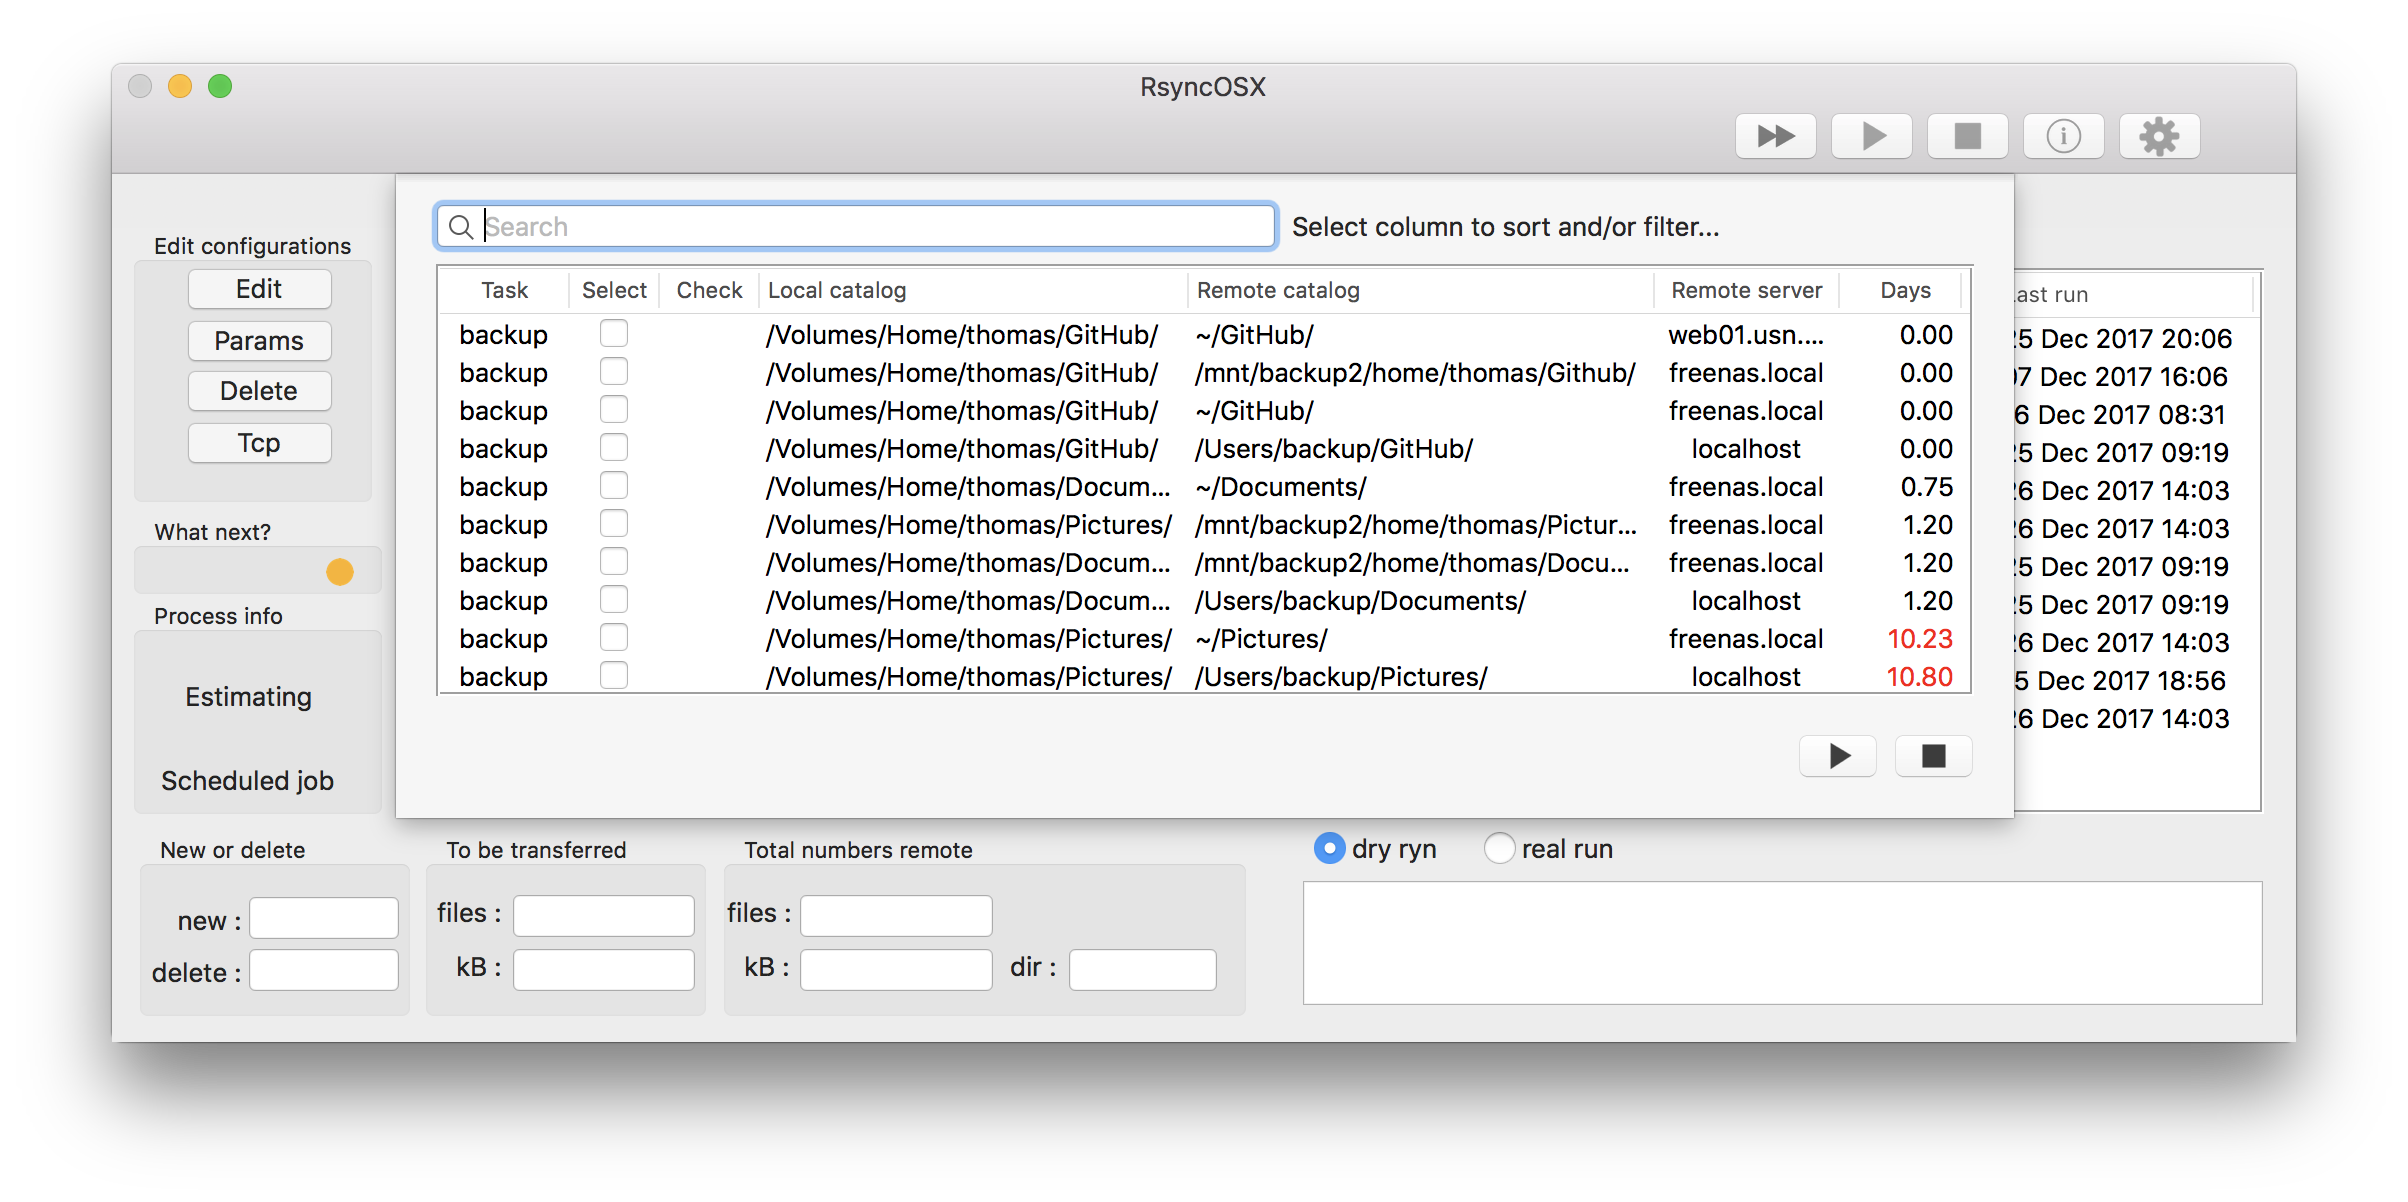 RsyncOSX
Search
Select column to sort and/or filter...
Edit configurations
Edit
Params
Delete
Tcp
What next?
Process info
Estimating
Scheduled job
Task Select Check Local catalog Remote catalog Remote server Days
backup /Volumes/Home/thomas/GitHub/ ~/GitHub/ web01.usn.... 0.00
backup /Volumes/Home/thomas/GitHub/ /mnt/backup2/home/thomas/Github/ freenas.local 0.00
backup /Volumes/Home/thomas/GitHub/ ~/GitHub/ freenas.local 0.00
backup /Volumes/Home/thomas/GitHub/ /Users/backup/GitHub/ localhost 0.00
backup /Volumes/Home/thomas/Docum... ~/Documents/ freenas.local 0.75
backup /Volumes/Home/thomas/Pictures/ /mnt/backup2/home/thomas/Pictur... freenas.local 1.20
backup /Volumes/Home/thomas/Docum... /mnt/backup2/home/thomas/Docu... freenas.local 1.20
backup /Volumes/Home/thomas/Docum... /Users/backup/Documents/ localhost 1.20
backup /Volumes/Home/thomas/Pictures/ ~/Pictures/ freenas.local 10.23
backup /Volumes/Home/thomas/Pictures/ /Users/backup/Pictures/ localhost 10.80
ast run
5 Dec 2017 20:06
7 Dec 2017 16:06
6 Dec 2017 08:31
5 Dec 2017 09:19
6 Dec 2017 14:03
6 Dec 2017 14:03
5 Dec 2017 09:19
5 Dec 2017 09:19
6 Dec 2017 14:03
5 Dec 2017 18:56
6 Dec 2017 14:03
New or delete
new :
delete :
To be transferred
files :
kB :
Total numbers remote
files :
kB :
dir :
dry ryn
real run